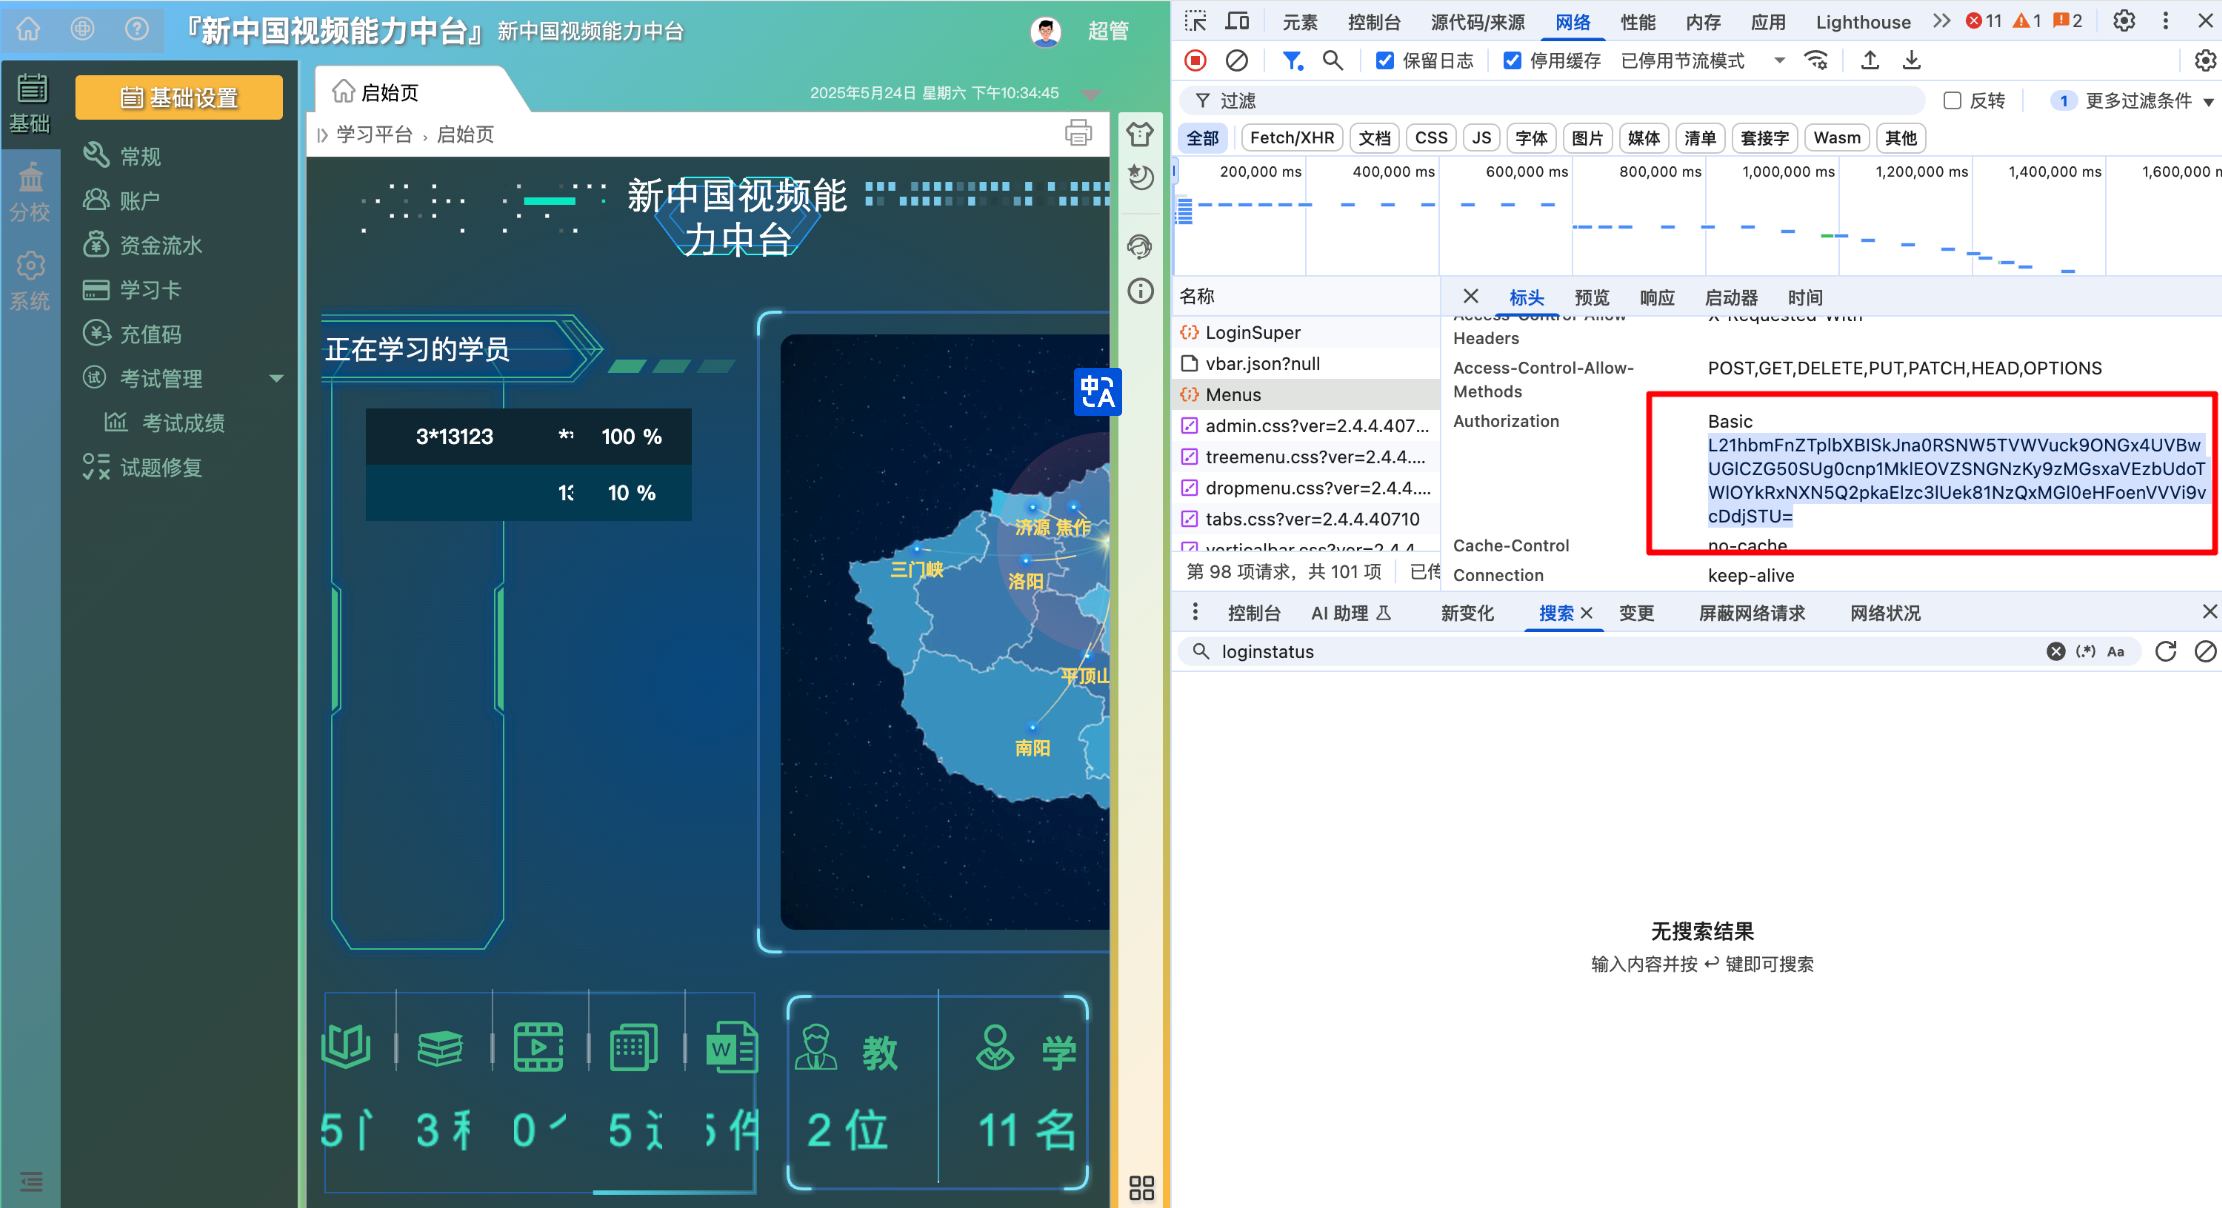 『新中国视频能力中台』 新中国视频能力中台
超管
基础
分校
系统
基础设置
常规
账户
资金流水
学习卡
充值码
考试管理
考试成绩
试题修复
启始页
2025年5月24日 星期六 下午10:34:45
学习平台 › 启始页
新中国视频能
力中台
正在学习的学员
3*13123 100 %
10 %
济源 焦作
三门峡
洛阳
平顶山
南阳
教
学
5
3
0
5
件
2 位
11 名
元素 控制台 源代码/来源 网络 性能 内存 应用 Lighthouse 11 1 2
保留日志 停用缓存 已停用节流模式
过滤 反转 1 更多过滤条件
全部 Fetch/XHR 文档 CSS JS 字体 图片 媒体 清单 套接字 Wasm 其他
200,000 ms 400,000 ms 600,000 ms 800,000 ms 1,000,000 ms 1,200,000 ms 1,400,000 ms 1,600,000
名称
LoginSuper
vbar.json?null
Menus
admin.css?ver=2.4.4.407...
treemenu.css?ver=2.4.4....
dropmenu.css?ver=2.4.4....
tabs.css?ver=2.4.4.40710
verticalbar.css?ver=2.4.4
第 98 项请求，共 101 项 已传
标头 预览 响应 启动器 时间
Access-Control-Allow- X-Requested-With
Headers
Access-Control-Allow- POST,GET,DELETE,PUT,PATCH,HEAD,OPTIONS
Methods
Authorization Basic
L21hbmFnZTplbXBISkJna0RSNW5TVWVuck9ONGx4UVBw
UGlCZG50SUg0cnp1MklEOVZSNGNzKy9zMGsxaVEzbUdoT
WlOYkRxNXN5Q2pkaElzc3lUek81NzQxMGl0eHFoenVVVi9v
cDdjSTU=
Cache-Control no-cache
Connection keep-alive
控制台 AI 助理 新变化 搜索 变更 屏蔽网络请求 网络状况
loginstatus (.*) Aa
无搜索结果
输入内容并按 ↩ 键即可搜索